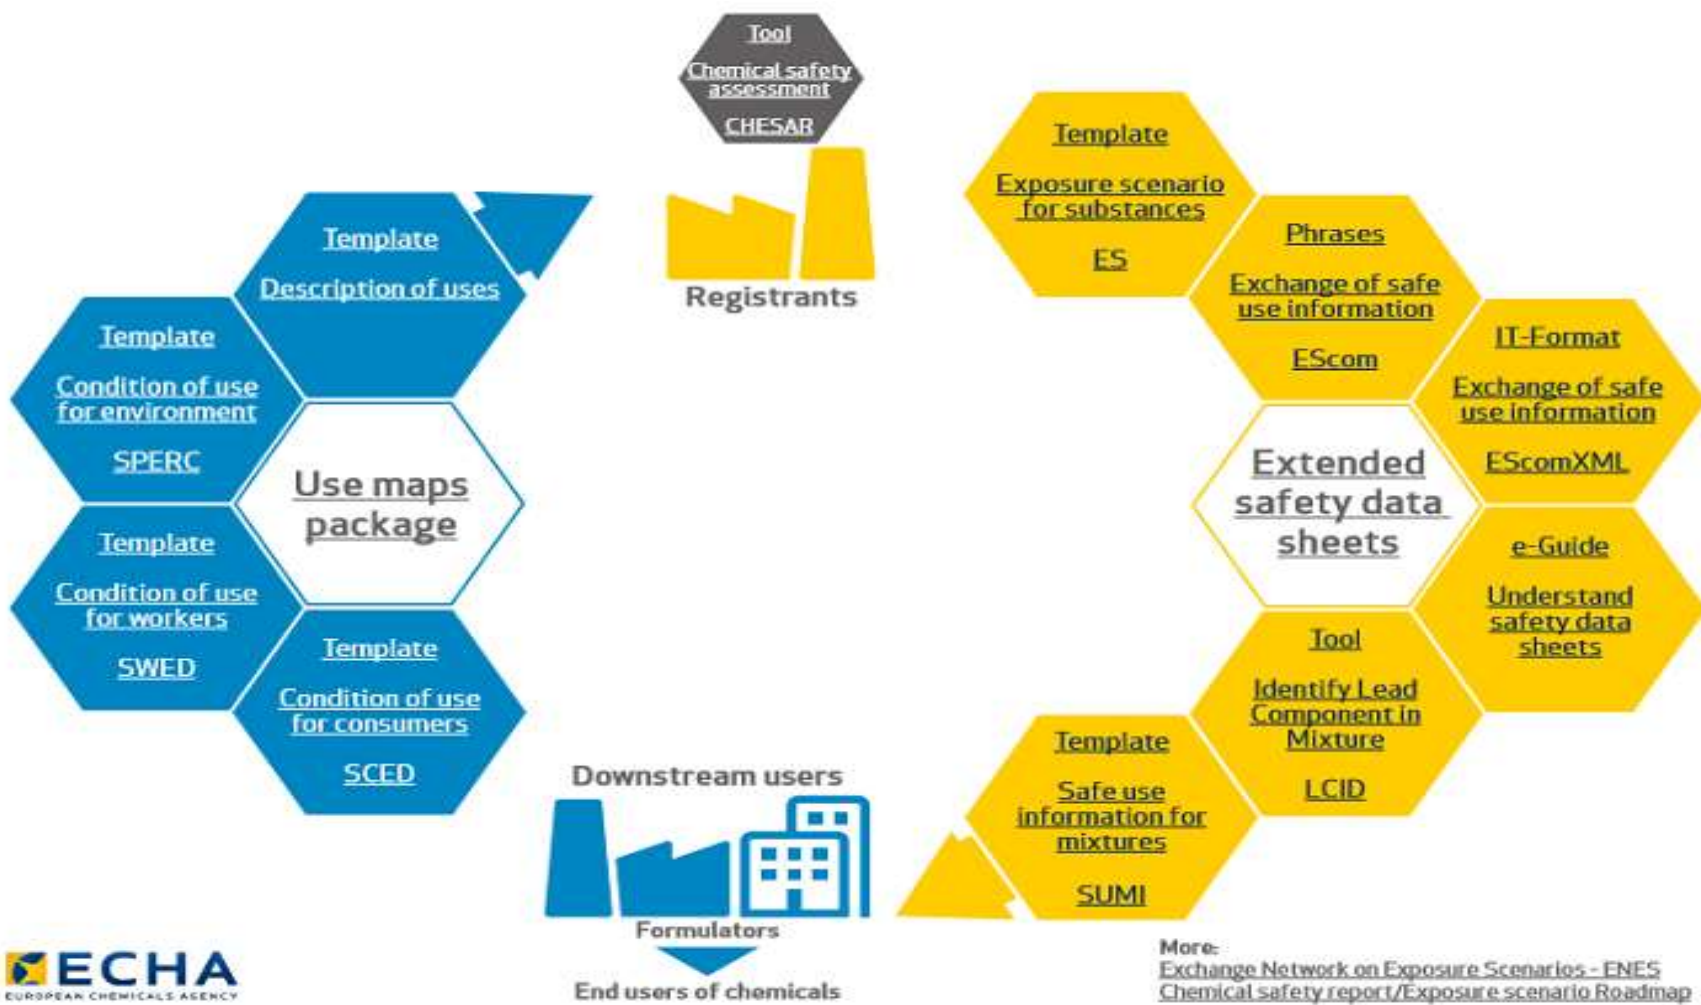 Tool
Chemical safety
assessment
CHESAR
Registrants
Template
Description of uses
Template
Condition of use
for environment
SPERC
Use maps
package
Template
Condition of use
for workers
SWED
Template
Condition of use
for consumers
SCED
Template
Exposure scenario
for substances
ES
Phrases
Exchange of safe
use information
EScom
IT-Format
Exchange of safe
use information
EScomXML
Extended
safety data
sheets
e-Guide
Understand
safety data
sheets
Tool
Identify Lead
Component in
Mixture
LCID
Template
Safe use
information for
mixtures
SUMI
Downstream users
Formulators
End users of chemicals
ECHA
EUROPEAN CHEMICALS AGENCY
More:
Exchange Network on Exposure Scenarios - ENES
Chemical safety report/Exposure scenario Roadmap